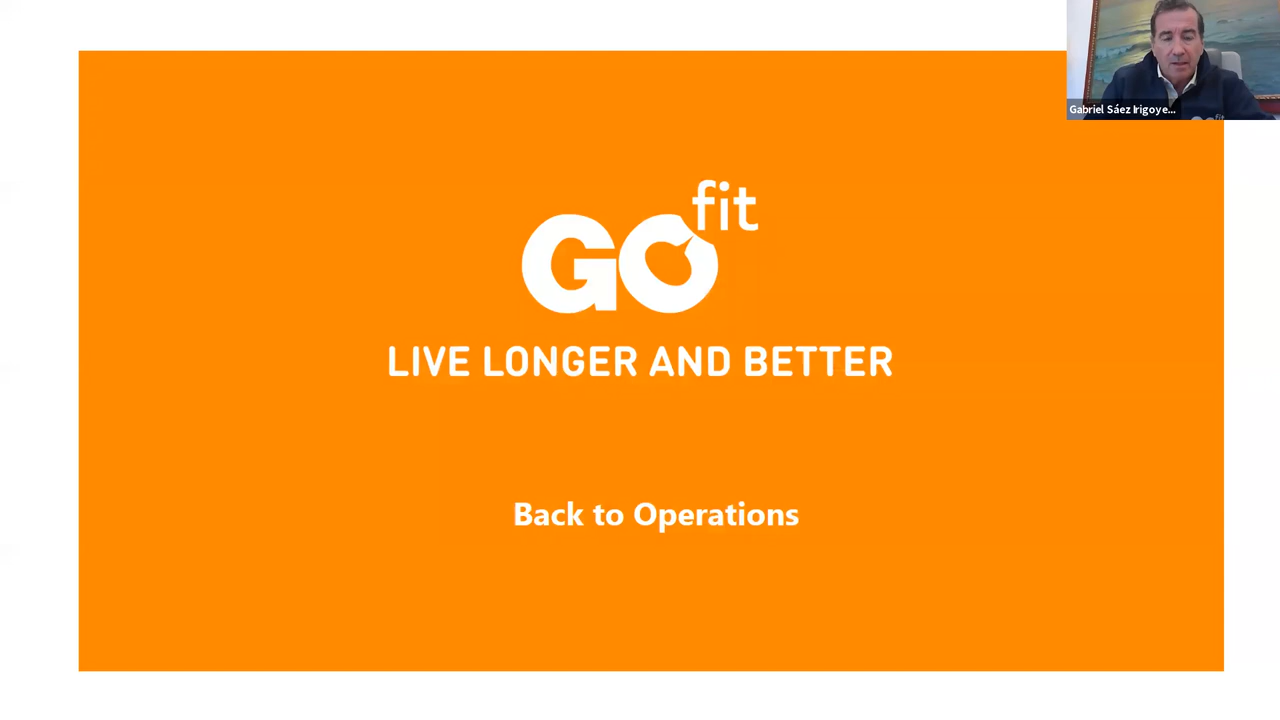 Gabriel Sáez Irigoye...
GO fit
LIVE LONGER AND BETTER
Back to Operations